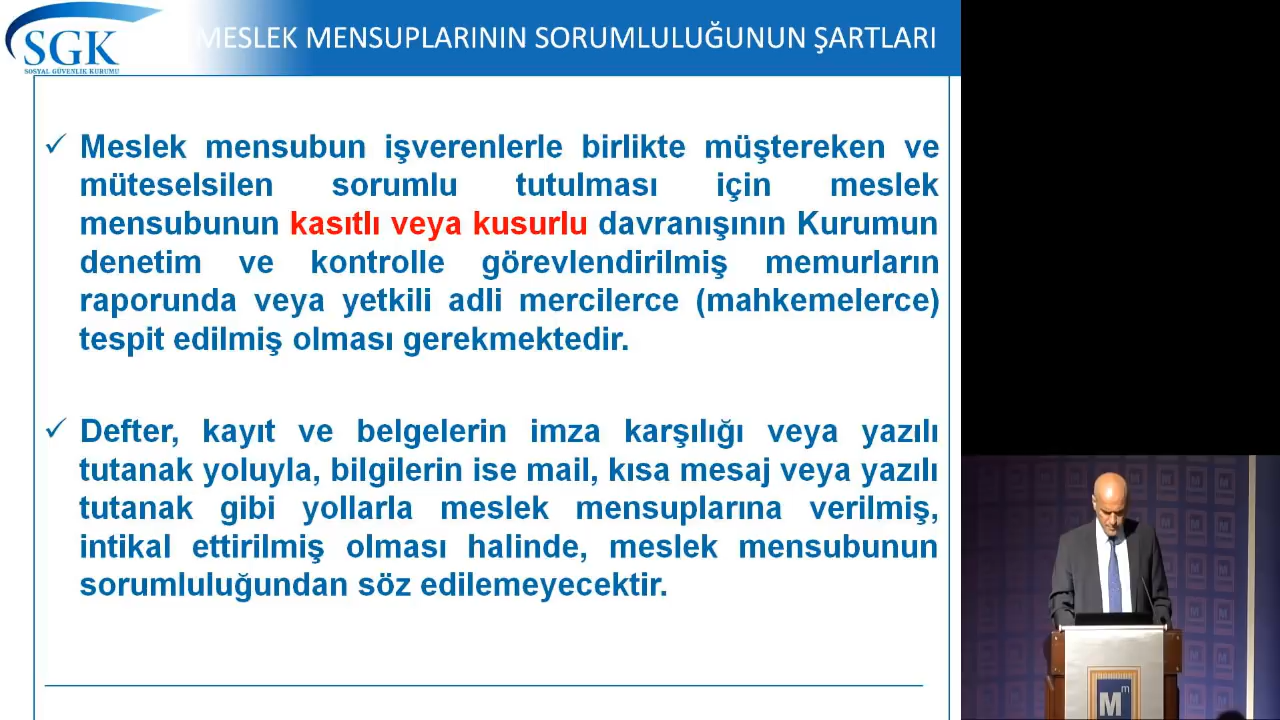 SGK
SOSYAL GÜVENLİK KURUMU
MESLEK MENSUPLARININ SORUMLULUĞUNUN ŞARTLARI
✓ Meslek mensubun işverenlerle birlikte müştereken ve
müteselsilen sorumlu tutulması için meslek
mensubunun kasıtlı veya kusurlu davranışının Kurumun
denetim ve kontrolle görevlendirilmiş memurların
raporunda veya yetkili adli mercilerce (mahkemelerce)
tespit edilmiş olması gerekmektedir.
✓ Defter, kayıt ve belgelerin imza karşılığı veya yazılı
tutanak yoluyla, bilgilerin ise mail, kısa mesaj veya yazılı
tutanak gibi yollarla meslek mensuplarına verilmiş,
intikal ettirilmiş olması halinde, meslek mensubunun
sorumluluğundan söz edilemeyecektir.
Mm